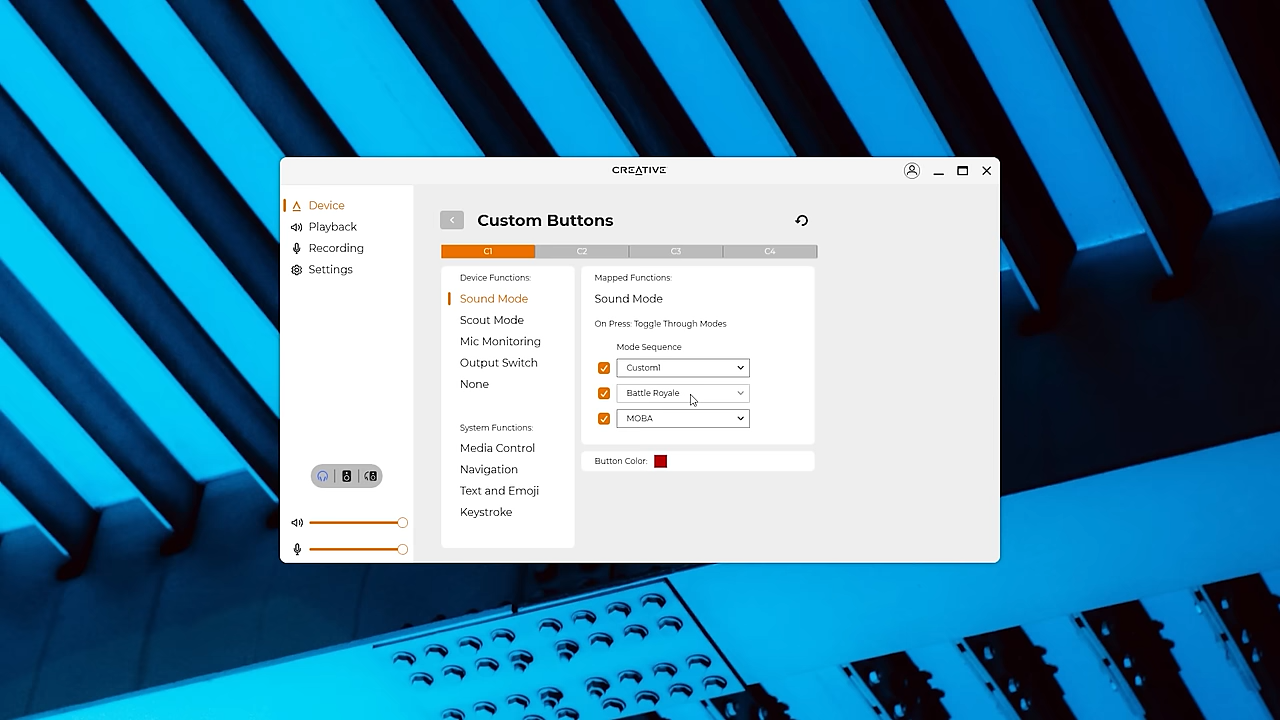 CREATIVE
Device
Playback
Recording
Settings
Custom Buttons
C1 C2 C3 C4
Device Functions:
Sound Mode
Scout Mode
Mic Monitoring
Output Switch
None
System Functions:
Media Control
Navigation
Text and Emoji
Keystroke
Mapped Functions:
Sound Mode
On Press: Toggle Through Modes
Mode Sequence
Custom1
Battle Royale
MOBA
Button Color: